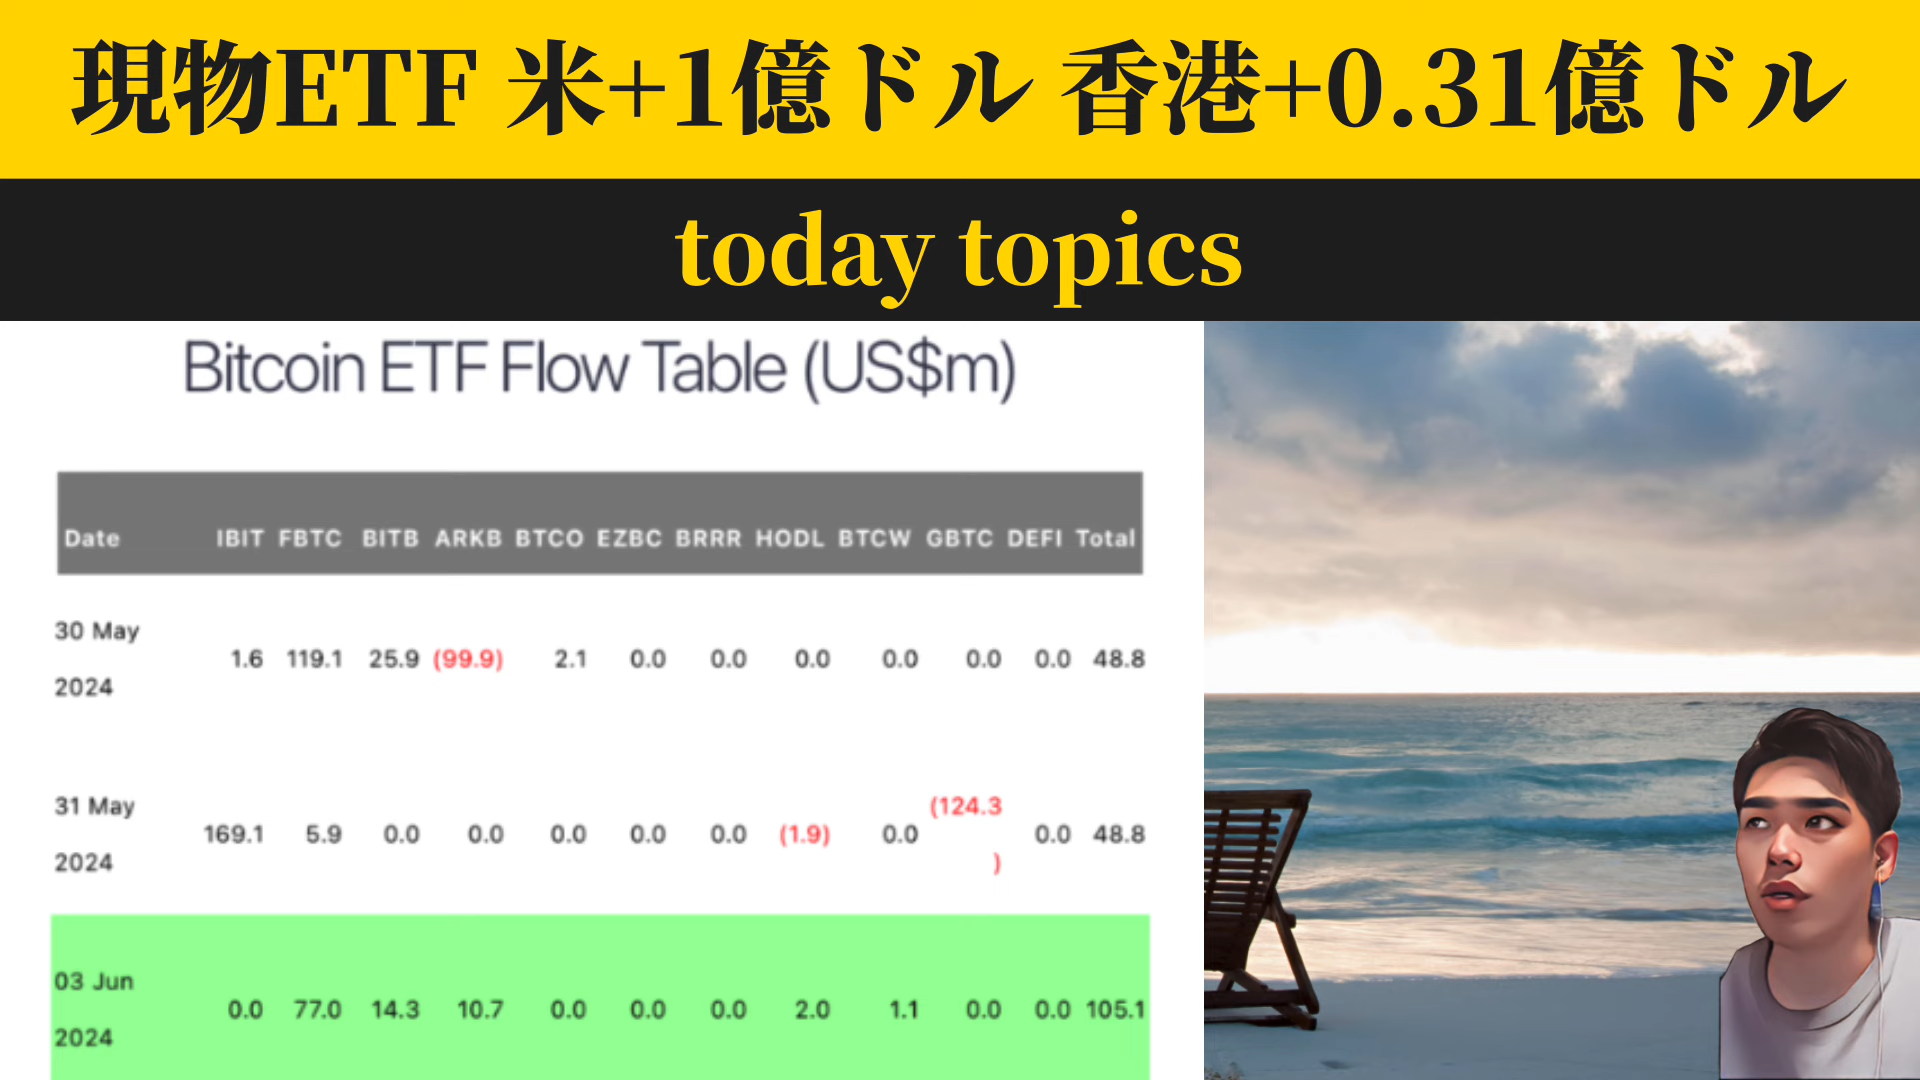 現物ETF 米+1億ドル 香港+0.31億ドル
today topics
Bitcoin ETF Flow Table (US$m)
Date IBIT FBTC BITB ARKB BTCO EZBC BRRR HODL BTCW GBTC DEFI Total
30 May
1.6 119.1 25.9 (99.9) 2.1 0.0 0.0 0.0 0.0 0.0 0.0 48.8
2024
31 May (124.3
169.1 5.9 0.0 0.0 0.0 0.0 0.0 (1.9) 0.0 0.0 48.8
2024 )
03 Jun
0.0 77.0 14.3 10.7 0.0 0.0 0.0 2.0 1.1 0.0 0.0 105.1
2024